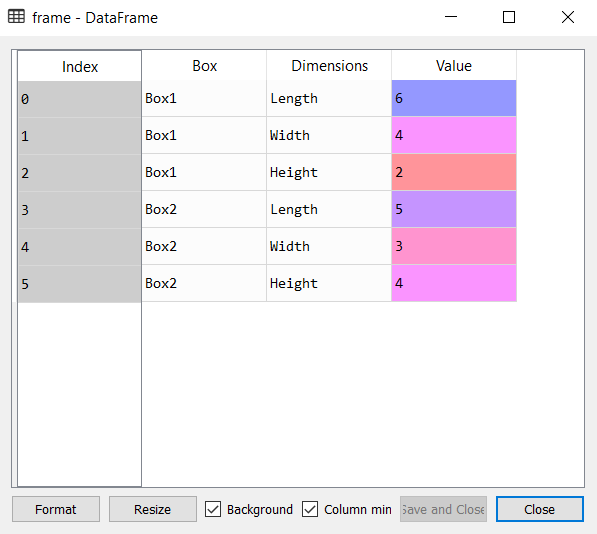 frame - DataFrame
Index Box Dimensions Value
0 Box1 Length 6
1 Box1 Width 4
2 Box1 Height 2
3 Box2 Length 5
4 Box2 Width 3
5 Box2 Height 4
Format Resize Background Column min Save and Close Close